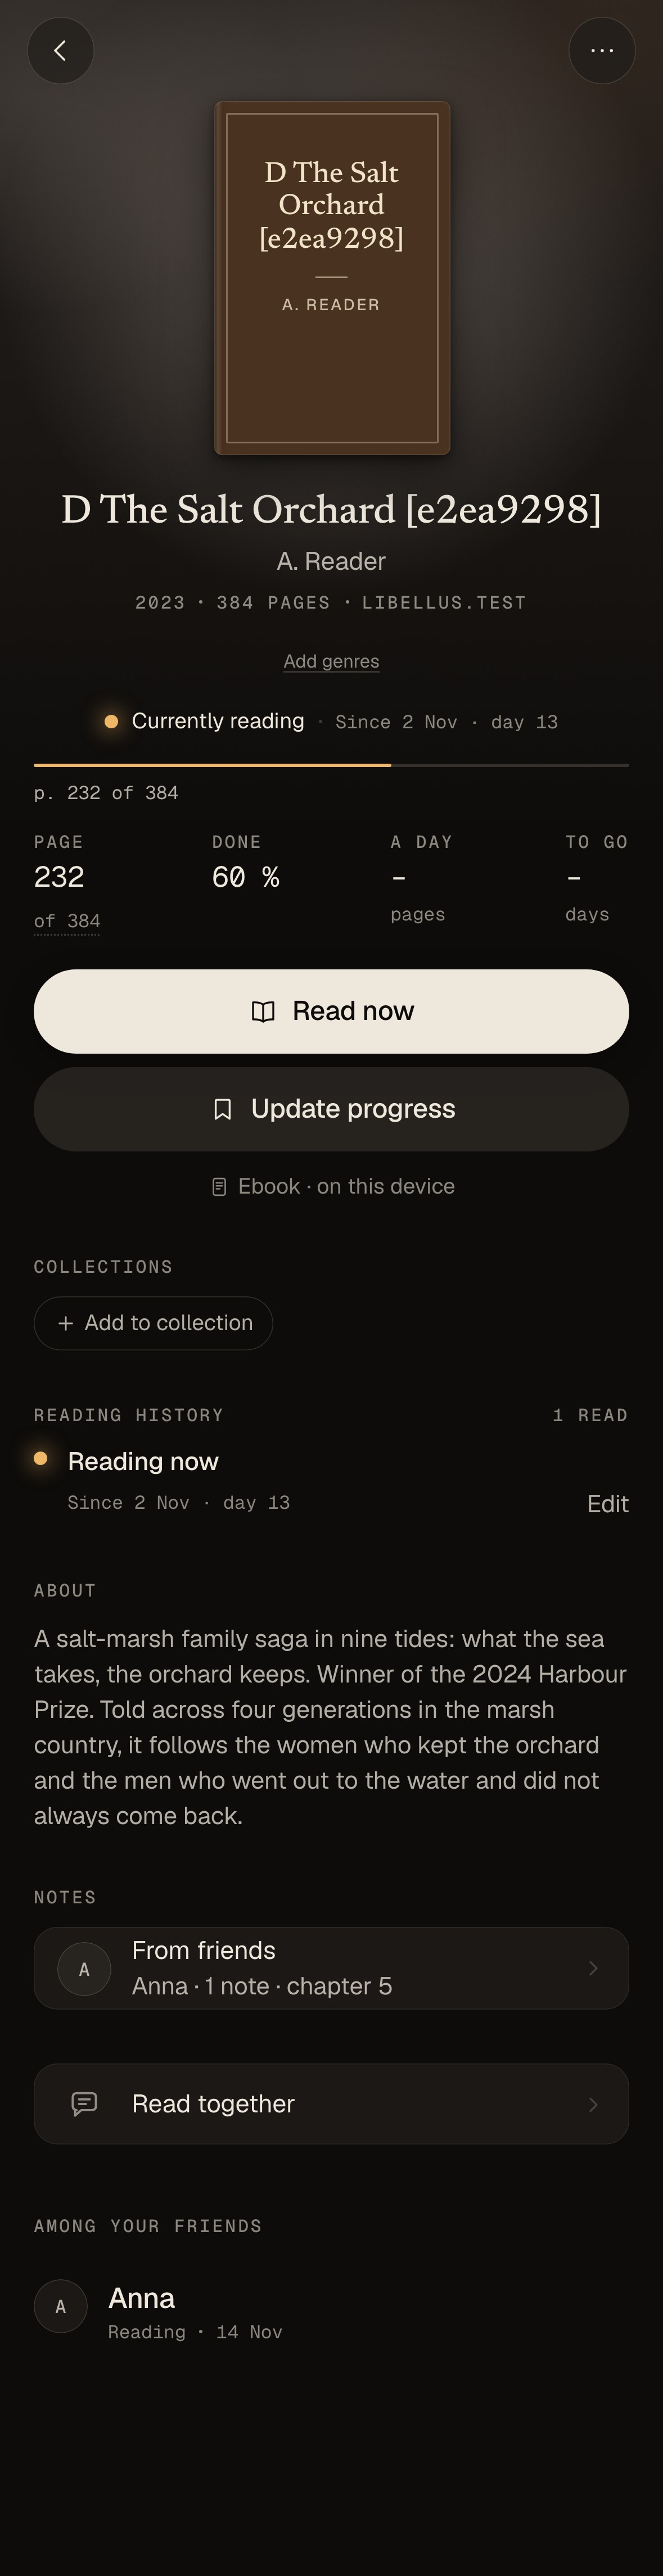 D The Salt
Orchard
[e2ea9298]
A. READER
D The Salt Orchard [e2ea9298]
A. Reader
2023 • 384 PAGES • LIBELLUS.TEST
Add genres
Currently reading • Since 2 Nov · day 13
p. 232 of 384
PAGE DONE A DAY TO GO
232 60 % – –
of 384 pages days
Read now
Update progress
Ebook · on this device
COLLECTIONS
+ Add to collection
READING HISTORY 1 READ
Reading now
Since 2 Nov · day 13 Edit
ABOUT
A salt-marsh family saga in nine tides: what the sea
takes, the orchard keeps. Winner of the 2024 Harbour
Prize. Told across four generations in the marsh
country, it follows the women who kept the orchard
and the men who went out to the water and did not
always come back.
NOTES
A From friends
Anna · 1 note · chapter 5
Read together
AMONG YOUR FRIENDS
A Anna
Reading • 14 Nov